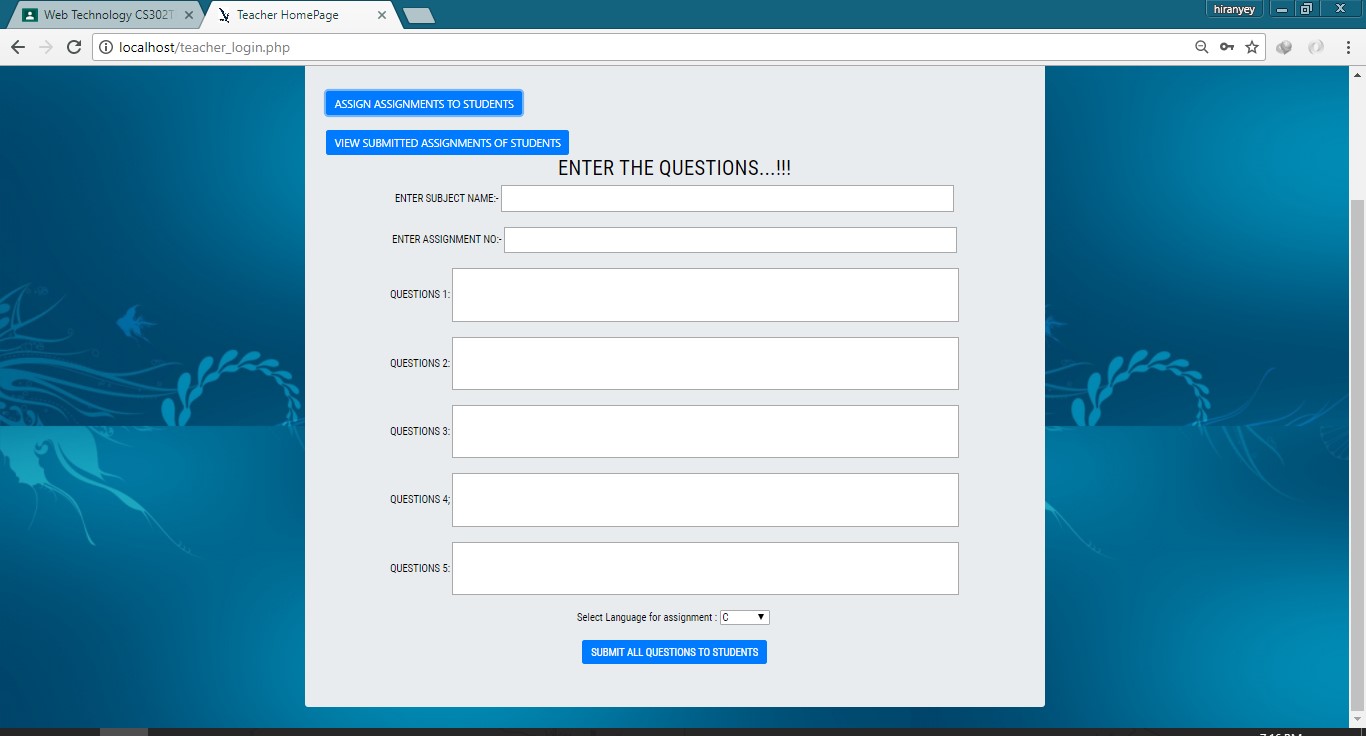 Web Technology CS302T
Teacher HomePage
hiranyey
localhost/teacher_login.php
ASSIGN ASSIGNMENTS TO STUDENTS
VIEW SUBMITTED ASSIGNMENTS OF STUDENTS
ENTER THE QUESTIONS...!!!
ENTER SUBJECT NAME:-
ENTER ASSIGNMENT NO:-
QUESTIONS 1:
QUESTIONS 2:
QUESTIONS 3:
QUESTIONS 4;
QUESTIONS 5:
Select Language for assignment : C
SUBMIT ALL QUESTIONS TO STUDENTS